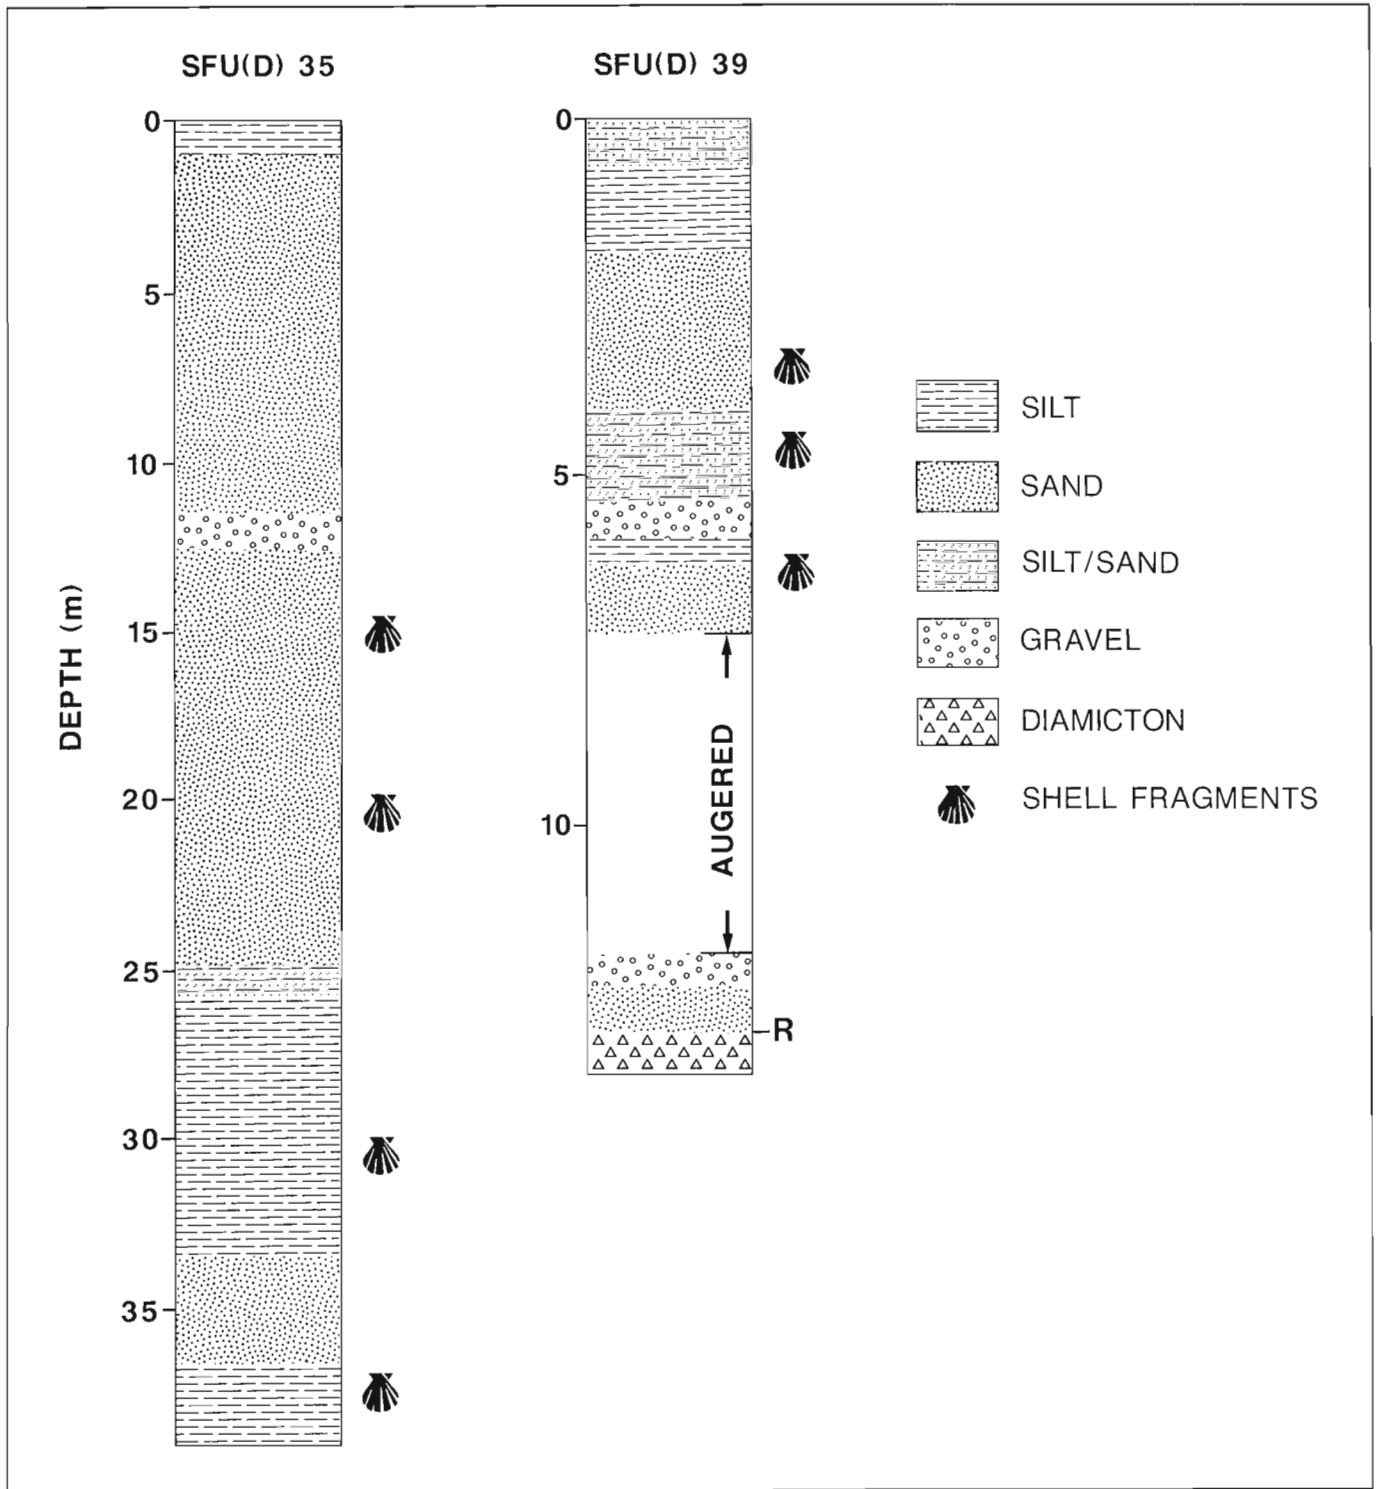 SFU(D) 35
SFU(D) 39
DEPTH (m)
0
5
10
15
20
25
30
35
0
5
10
AUGERED
R
SILT
SAND
SILT/SAND
GRAVEL
DIAMICTON
SHELL FRAGMENTS